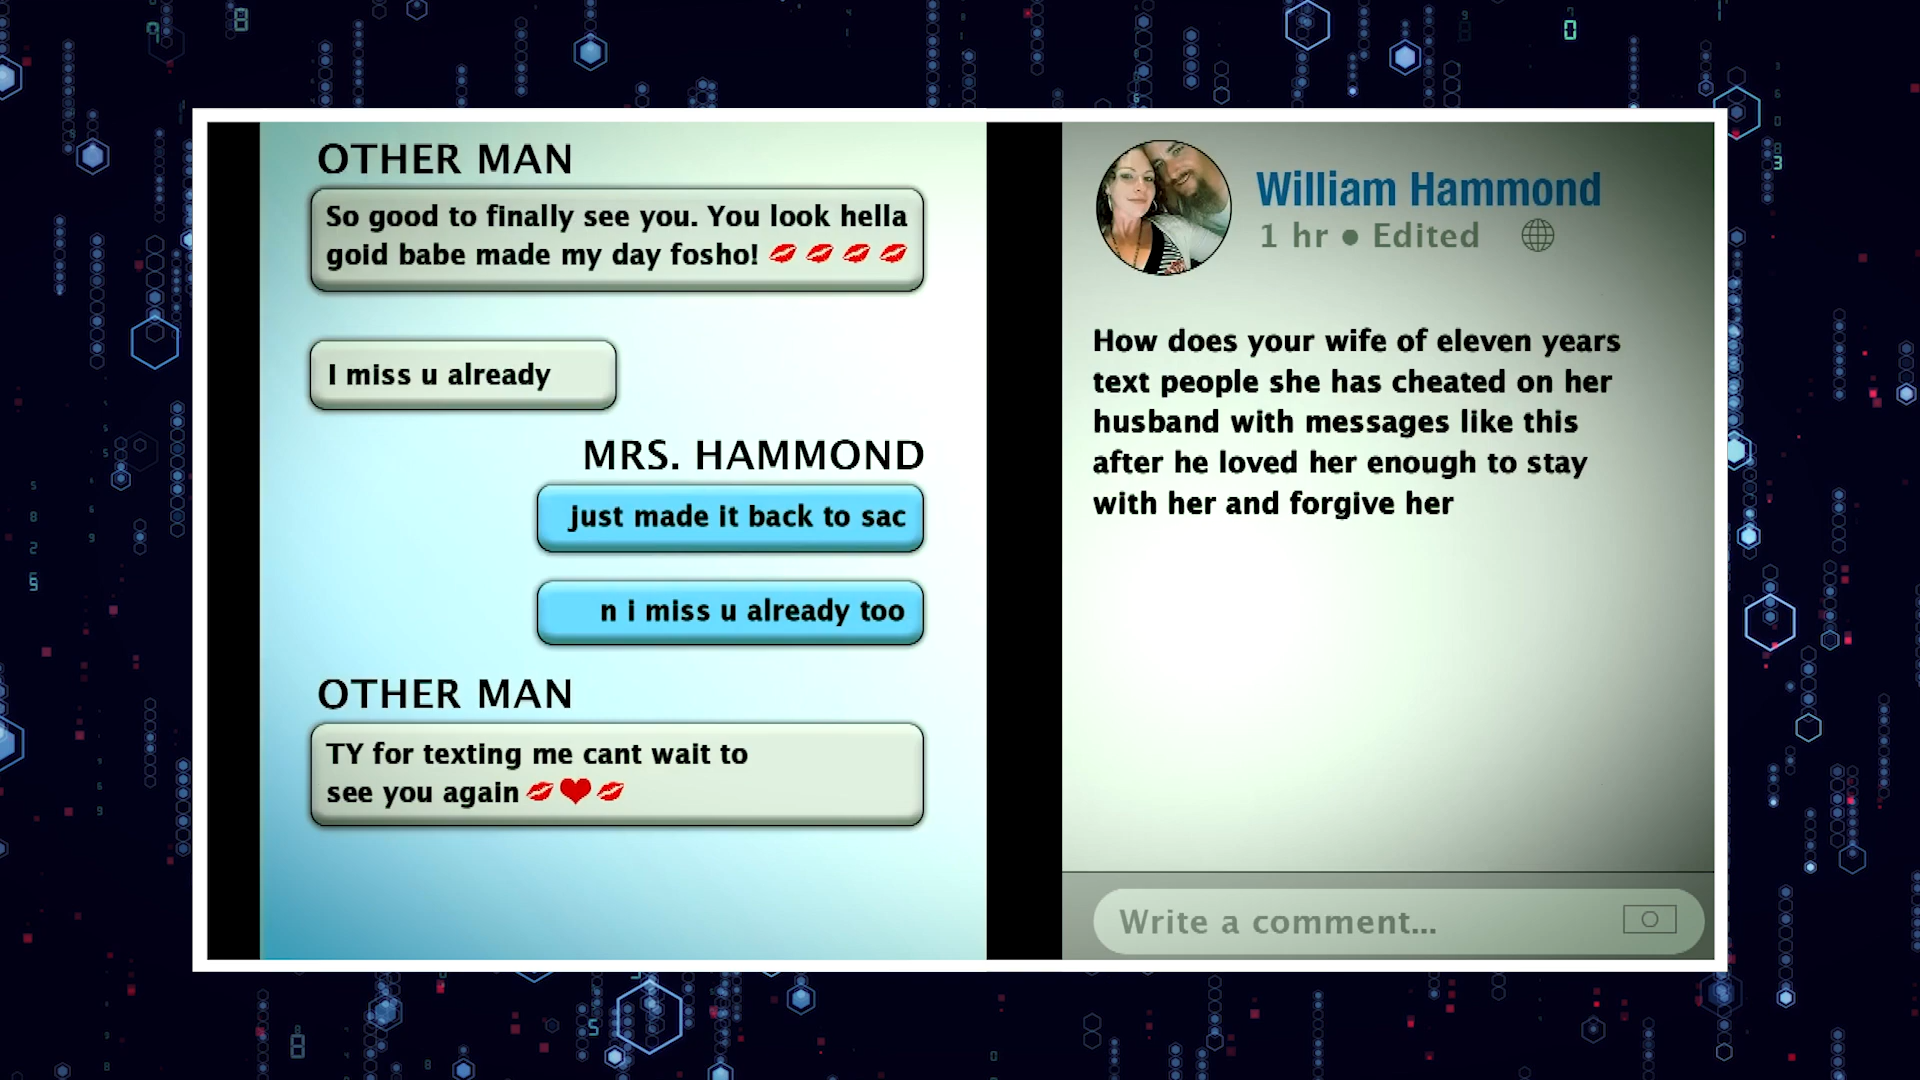 OTHER MAN
So good to finally see you. You look hella
goid babe made my day fosho! 💋💋💋💋
I miss u already
MRS. HAMMOND
just made it back to sac
n i miss u already too
OTHER MAN
TY for texting me cant wait to
see you again 💋❤️💋
William Hammond
1 hr • Edited
How does your wife of eleven years
text people she has cheated on her
husband with messages like this
after he loved her enough to stay
with her and forgive her
Write a comment...